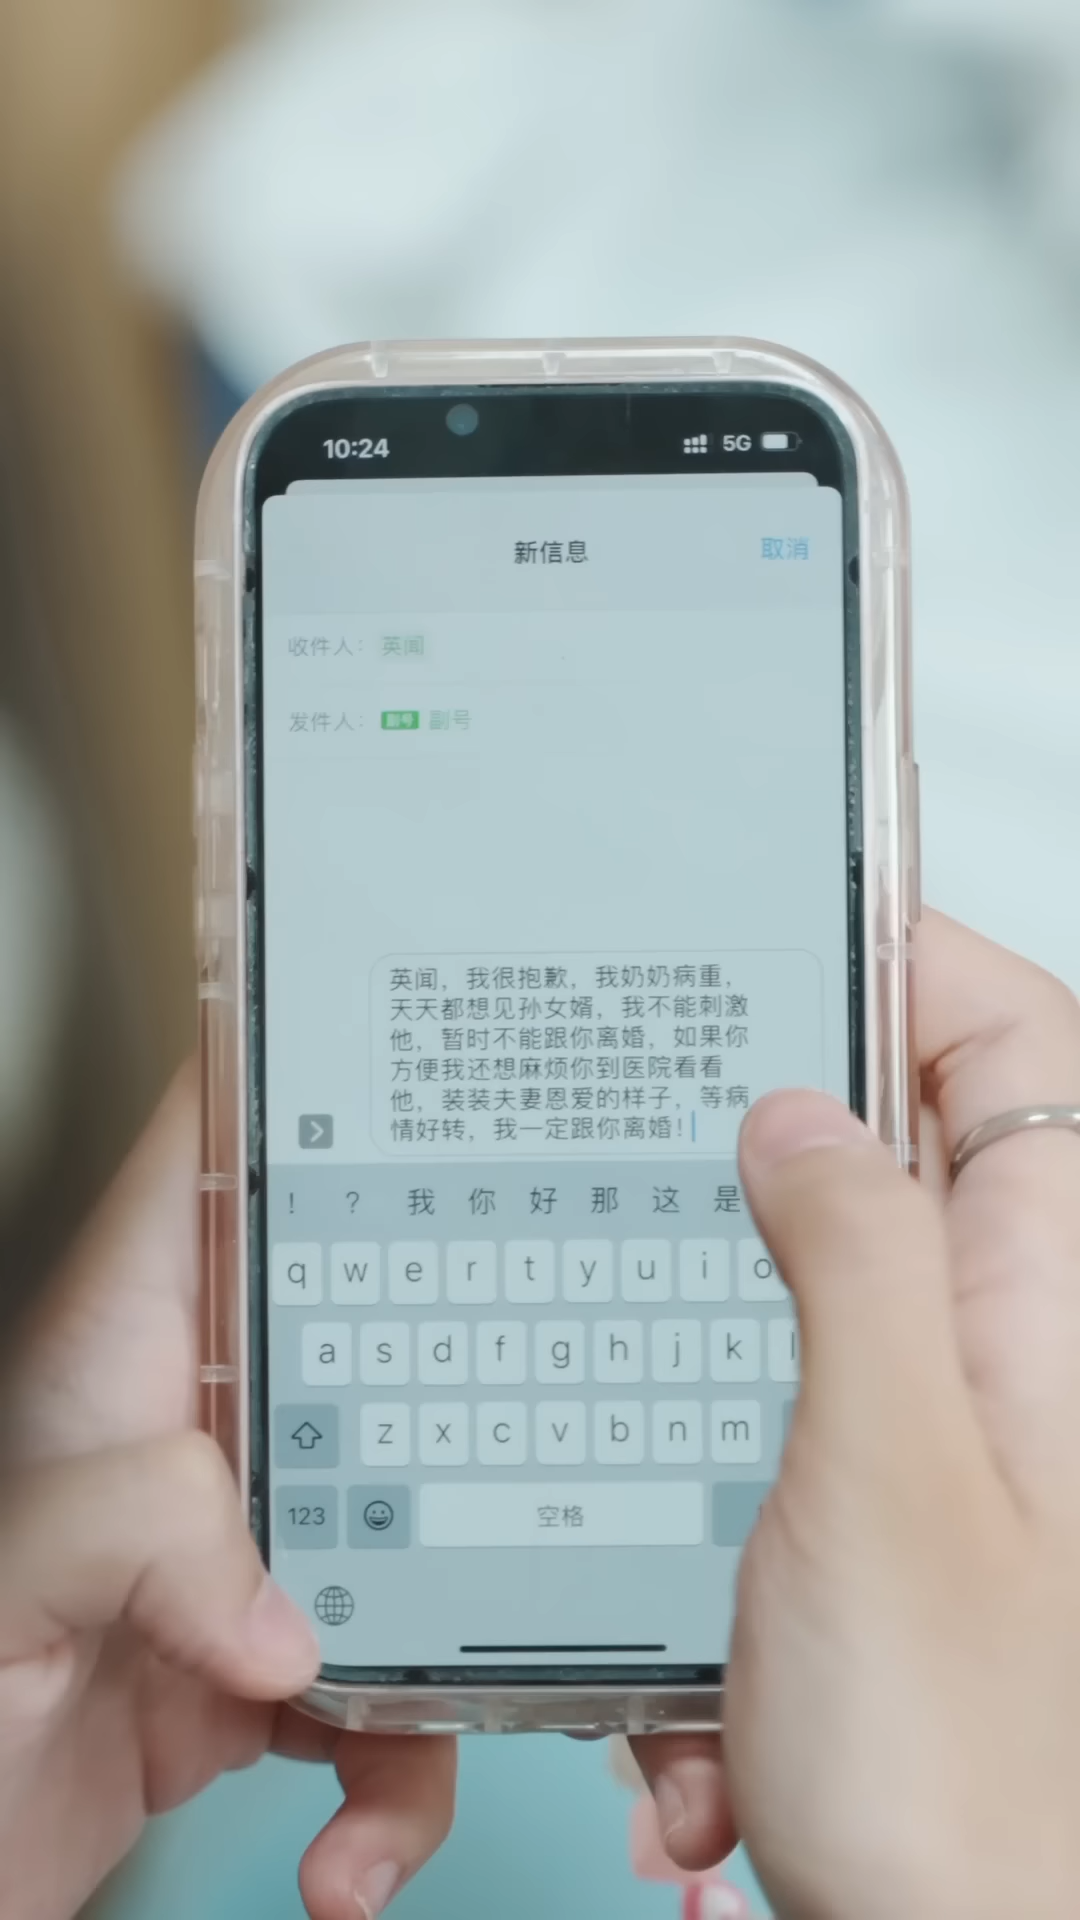 10:24 5G
新信息 取消
收件人: 英闻
发件人: 副号 副号
英闻，我很抱歉，我奶奶病重，
天天都想见孙女婿，我不能刺激
他，暂时不能跟你离婚，如果你
方便我还想麻烦你到医院看看
他，装装夫妻恩爱的样子，等病
情好转，我一定跟你离婚！
! ? 我 你 好 那 这 是
q w e r t y u i o
a s d f g h j k l
z x c v b n m
123 空格